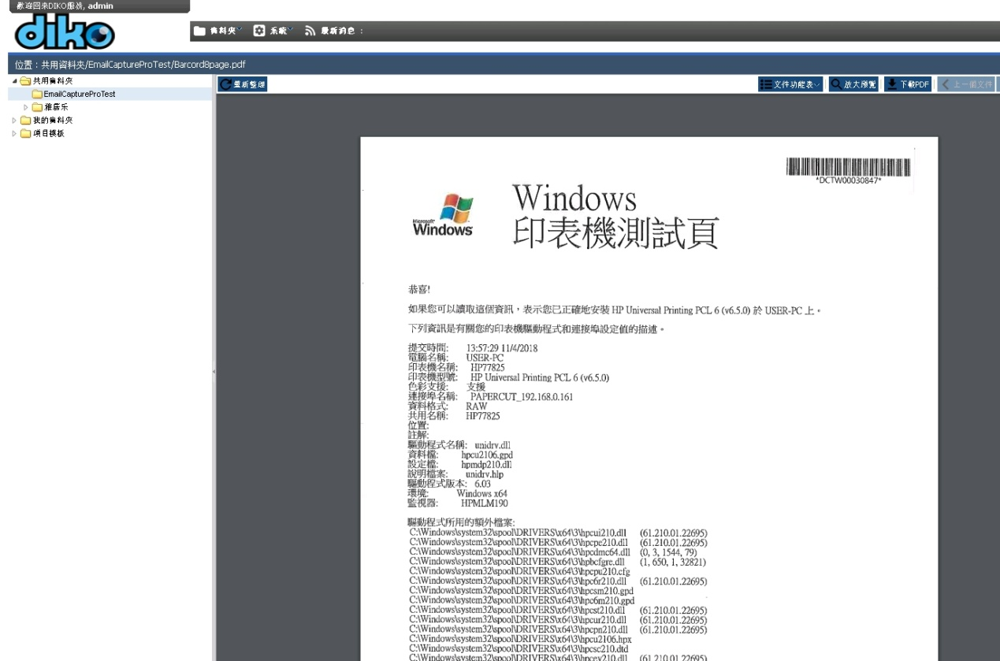 歡迎回來DIKO服務, admin
diko
資料夾 系統 最新消息 :
位置 : 共用資料夾/EmailCaptureProTest/Barcord8page.pdf
共用資料夾
EmailCaptureProTest
雅居乐
我的資料夾
項目模板
重新整理
文件功能表 放大預覽 下載PDF 上一個文件
*DCTW00030847*
Microsoft
Windows
Windows
印表機測試頁
恭喜!
如果您可以讀取這個資訊，表示您已正確地安裝 HP Universal Printing PCL 6 (v6.5.0) 於 USER-PC 上。
下列資訊是有關您的印表機驅動程式和連接埠設定值的描述。
提交時間: 13:57:29 11/4/2018
電腦名稱: USER-PC
印表機名稱: HP77825
印表機型號: HP Universal Printing PCL 6 (v6.5.0)
色彩支援: 支援
連接埠名稱: PAPERCUT_192.168.0.161
資料格式: RAW
共用名稱: HP77825
位置:
註解:
驅動程式名稱: unidrv.dll
資料檔: hpcu2106.gpd
設定檔: hpmdp210.dll
說明檔案: unidrv.hlp
驅動程式版本: 6.03
環境: Windows x64
監視器: HPMLM190
驅動程式所用的額外檔案:
C:\Windows\system32\spool\DRIVERS\x64\3\hpcui210.dll (61.210.01.22695)
C:\Windows\system32\spool\DRIVERS\x64\3\hpcpe210.dll (61.210.01.22695)
C:\Windows\system32\spool\DRIVERS\x64\3\hpcdmc64.dll (0, 3, 1544, 79)
C:\Windows\system32\spool\DRIVERS\x64\3\hpbcfgre.dll (1, 650, 1, 32821)
C:\Windows\system32\spool\DRIVERS\x64\3\hpcpu210.cfg
C:\Windows\system32\spool\DRIVERS\x64\3\hpc6r210.dll (61.210.01.22695)
C:\Windows\system32\spool\DRIVERS\x64\3\hpcsm210.gpd
C:\Windows\system32\spool\DRIVERS\x64\3\hpc6m210.gpd
C:\Windows\system32\spool\DRIVERS\x64\3\hpcst210.dll (61.210.01.22695)
C:\Windows\system32\spool\DRIVERS\x64\3\hpcur210.dll (61.210.01.22695)
C:\Windows\system32\spool\DRIVERS\x64\3\hpcpn210.dll (61.210.01.22695)
C:\Windows\system32\spool\DRIVERS\x64\3\hpcu2106.hpx
C:\Windows\system32\spool\DRIVERS\x64\3\hpcsc210.dtd
C:\Windows\system32\spool\DRIVERS\x64\3\hpcev210.dll (61.210.01.22695)